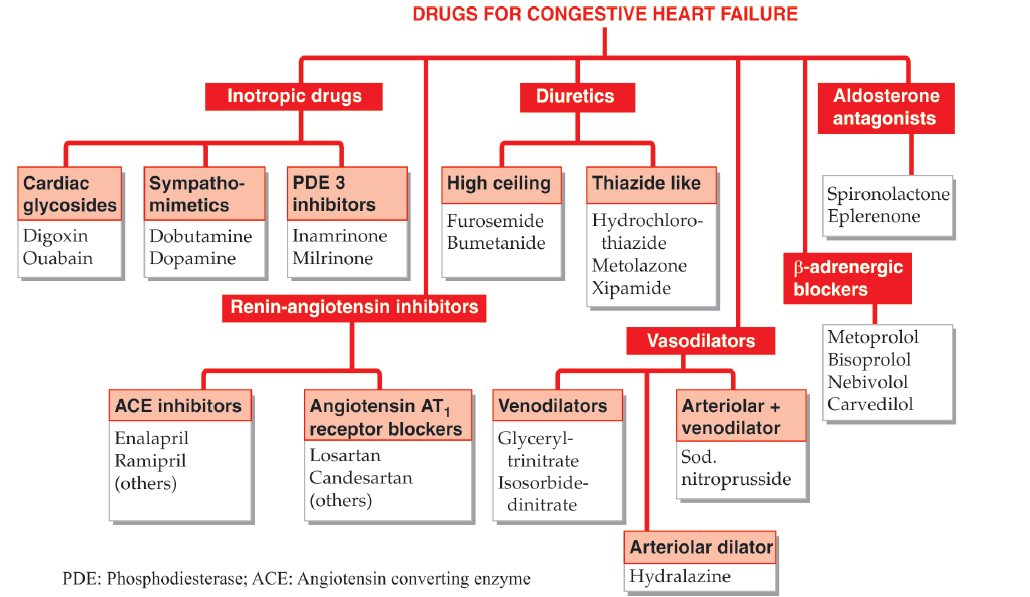 DRUGS FOR CONGESTIVE HEART FAILURE
Inotropic drugs
Cardiac
glycosides
Digoxin
Ouabain
Sympatho-
mimetics
Dobutamine
Dopamine
PDE 3
inhibitors
Inamrinone
Milrinone
Diuretics
High ceiling
Furosemide
Bumetanide
Thiazide like
Hydrochloro-
thiazide
Metolazone
Xipamide
Aldosterone
antagonists
Spironolactone
Eplerenone
β-adrenergic
blockers
Metoprolol
Bisoprolol
Nebivolol
Carvedilol
Renin-angiotensin inhibitors
ACE inhibitors
Enalapril
Ramipril
(others)
Angiotensin AT1
receptor blockers
Losartan
Candesartan
(others)
Vasodilators
Venodilators
Glyceryl-
trinitrate
Isosorbide-
dinitrate
Arteriolar +
venodilator
Sod.
nitroprusside
Arteriolar dilator
Hydralazine
PDE: Phosphodiesterase; ACE: Angiotensin converting enzyme